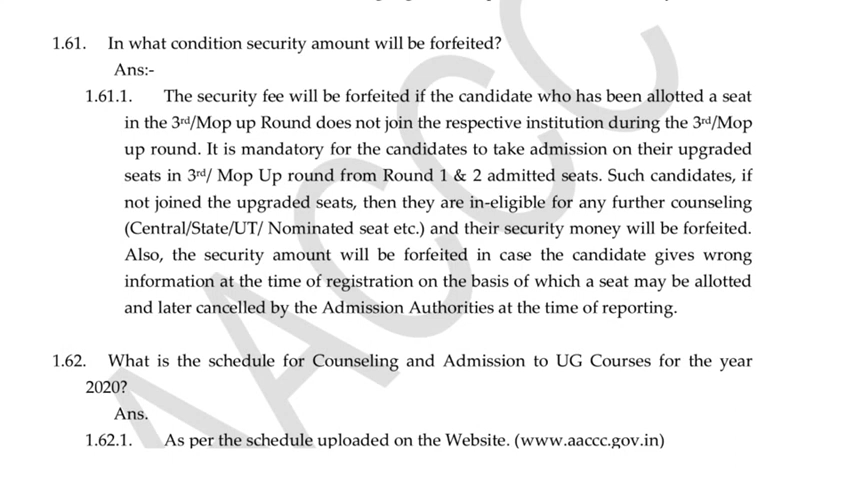 1.61. In what condition security amount will be forfeited?
Ans:-
1.61.1. The security fee will be forfeited if the candidate who has been allotted a seat
in the 3rd/Mop up Round does not join the respective institution during the 3rd/Mop
up round. It is mandatory for the candidates to take admission on their upgraded
seats in 3rd/ Mop Up round from Round 1 & 2 admitted seats. Such candidates, if
not joined the upgraded seats, then they are in-eligible for any further counseling
(Central/State/UT/ Nominated seat etc.) and their security money will be forfeited.
Also, the security amount will be forfeited in case the candidate gives wrong
information at the time of registration on the basis of which a seat may be allotted
and later cancelled by the Admission Authorities at the time of reporting.
1.62. What is the schedule for Counseling and Admission to UG Courses for the year
2020?
Ans.
1.62.1. As per the schedule uploaded on the Website. (www.aaccc.gov.in)
AACCC